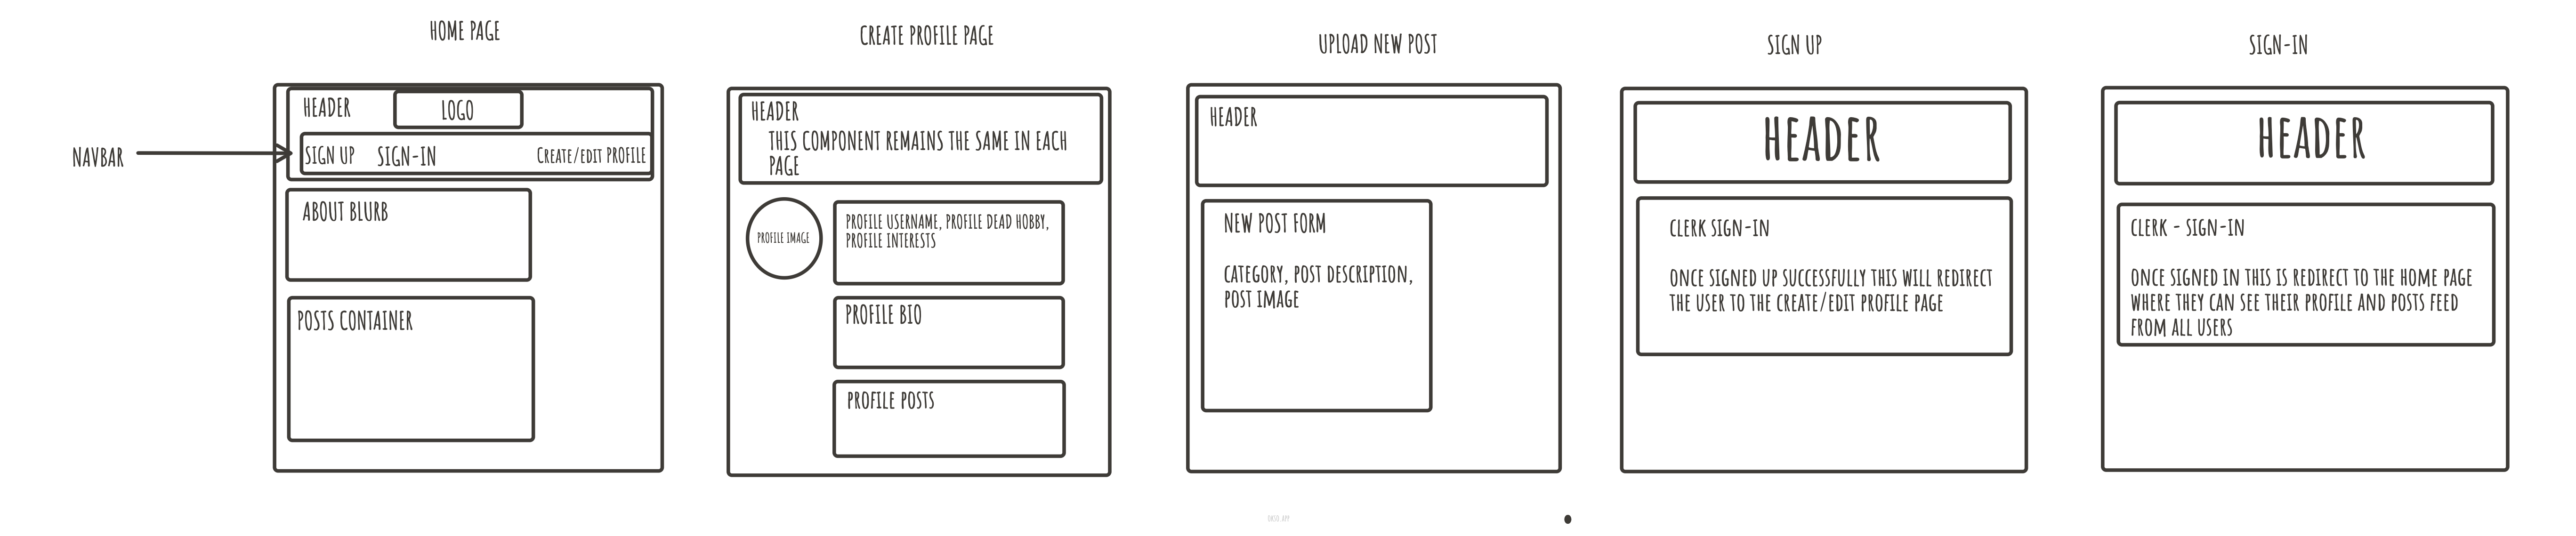 HOME PAGE
NAVBAR
HEADER
LOGO
SIGN UP
SIGN-IN
CREATE/EDIT PROFILE
ABOUT BLURB
POSTS CONTAINER
CREATE PROFILE PAGE
HEADER
THIS COMPONENT REMAINS THE SAME IN EACH
PAGE
PROFILE IMAGE
PROFILE USERNAME, PROFILE DEAD HOBBY,
PROFILE INTERESTS
PROFILE BIO
PROFILE POSTS
UPLOAD NEW POST
HEADER
NEW POST FORM
CATEGORY, POST DESCRIPTION,
POST IMAGE
SIGN UP
HEADER
CLERK SIGN-IN
ONCE SIGNED UP SUCCESSFULLY THIS WILL REDIRECT
THE USER TO THE CREATE/EDIT PROFILE PAGE
SIGN-IN
HEADER
CLERK - SIGN-IN
ONCE SIGNED IN THIS IS REDIRECT TO THE HOME PAGE
WHERE THEY CAN SEE THEIR PROFILE AND POSTS FEED
FROM ALL USERS